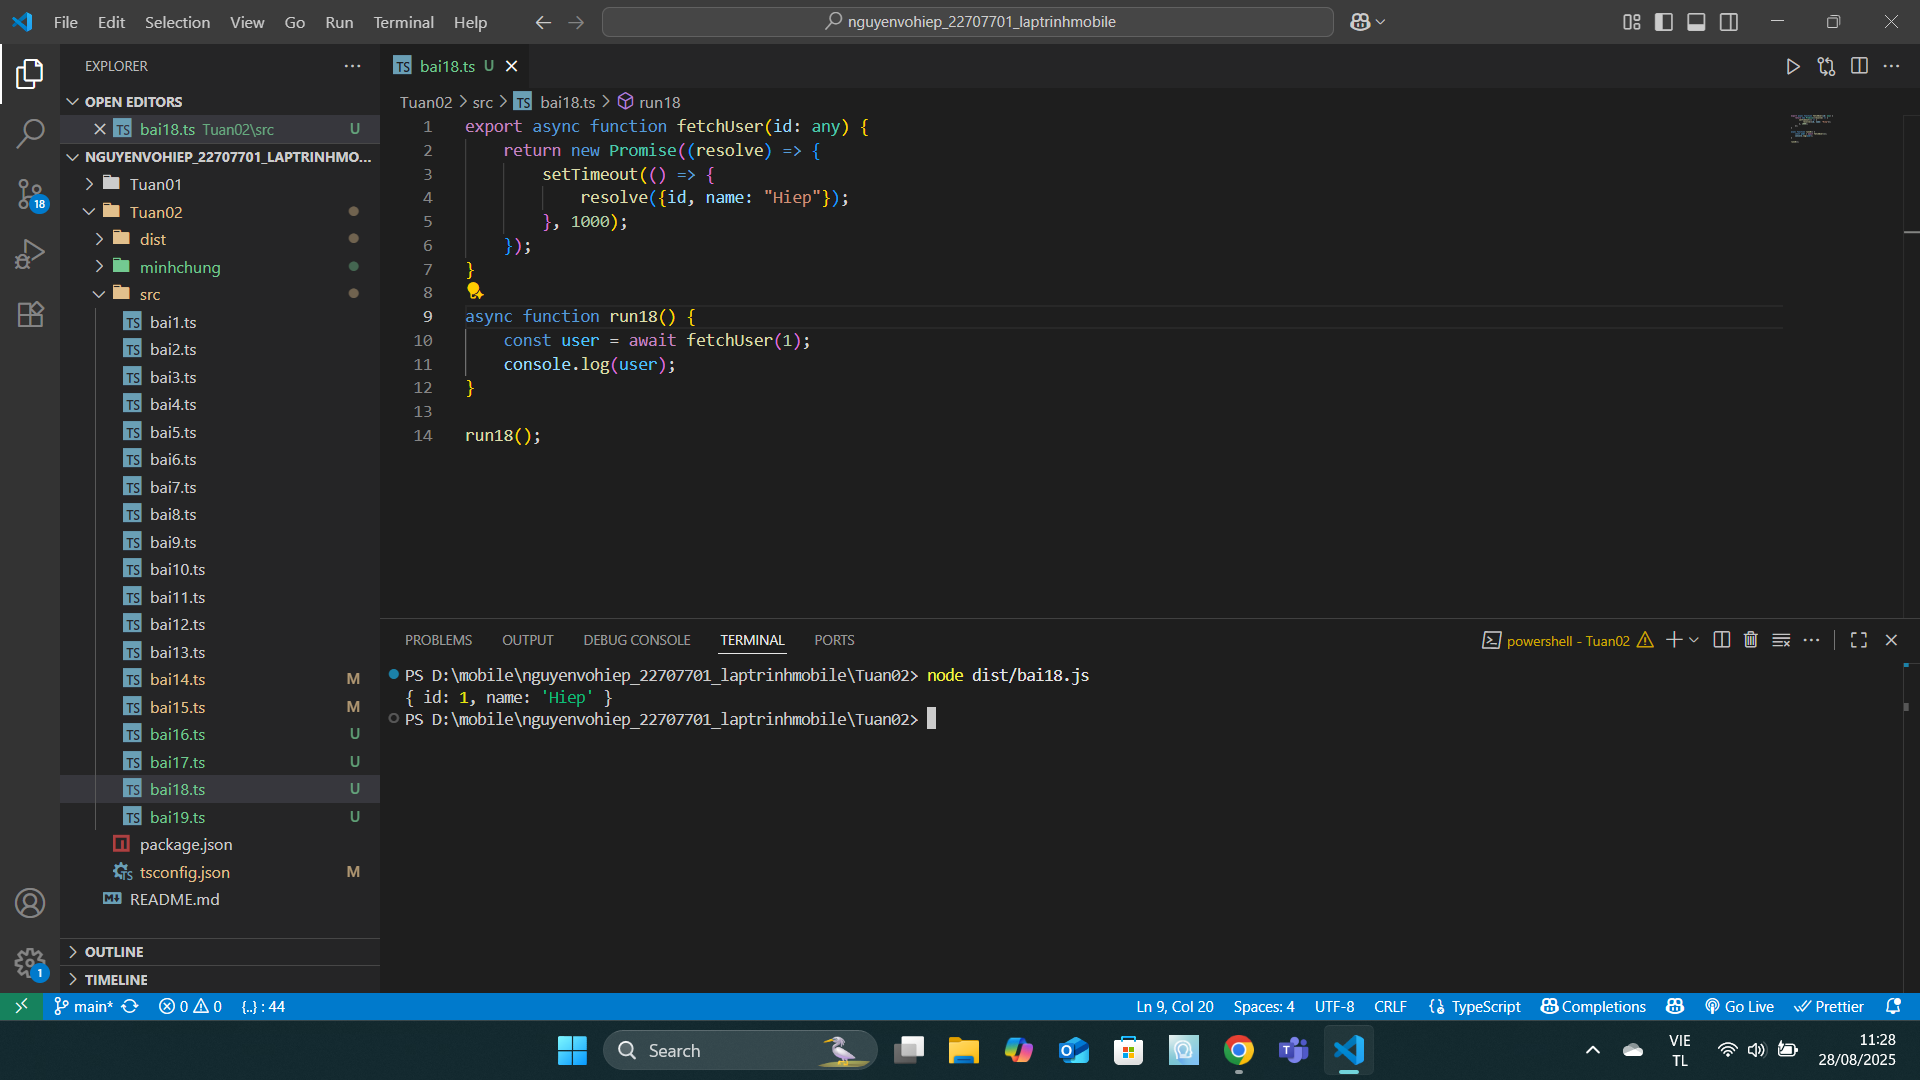 File Edit Selection View Go Run Terminal Help
nguyenvohiep_22707701_laptrinhmobile
EXPLORER
OPEN EDITORS
TS bai18.ts Tuan02\src U
NGUYENVOHIEP_22707701_LAPTRINHMO...
Tuan01
Tuan02
dist
minhchung
src
TS bai1.ts
TS bai2.ts
TS bai3.ts
TS bai4.ts
TS bai5.ts
TS bai6.ts
TS bai7.ts
TS bai8.ts
TS bai9.ts
TS bai10.ts
TS bai11.ts
TS bai12.ts
TS bai13.ts
TS bai14.ts M
TS bai15.ts M
TS bai16.ts U
TS bai17.ts U
TS bai18.ts U
TS bai19.ts U
package.json
TS tsconfig.json M
README.md
OUTLINE
TIMELINE
18
1
TS bai18.ts U
Tuan02 > src > TS bai18.ts > run18
1 export async function fetchUser(id: any) {
2 return new Promise((resolve) => {
3 setTimeout(() => {
4 resolve({id, name: "Hiep"});
5 }, 1000);
6 });
7 }
8
9 async function run18() {
10 const user = await fetchUser(1);
11 console.log(user);
12 }
13
14 run18();
PROBLEMS OUTPUT DEBUG CONSOLE TERMINAL PORTS
powershell - Tuan02
PS D:\mobile\nguyenvohiep_22707701_laptrinhmobile\Tuan02> node dist/bai18.js
{ id: 1, name: 'Hiep' }
PS D:\mobile\nguyenvohiep_22707701_laptrinhmobile\Tuan02>
main* 0 0 {..} : 44
Ln 9, Col 20 Spaces: 4 UTF-8 CRLF {} TypeScript Completions Go Live Prettier
Search
VIE
TL
11:28
28/08/2025